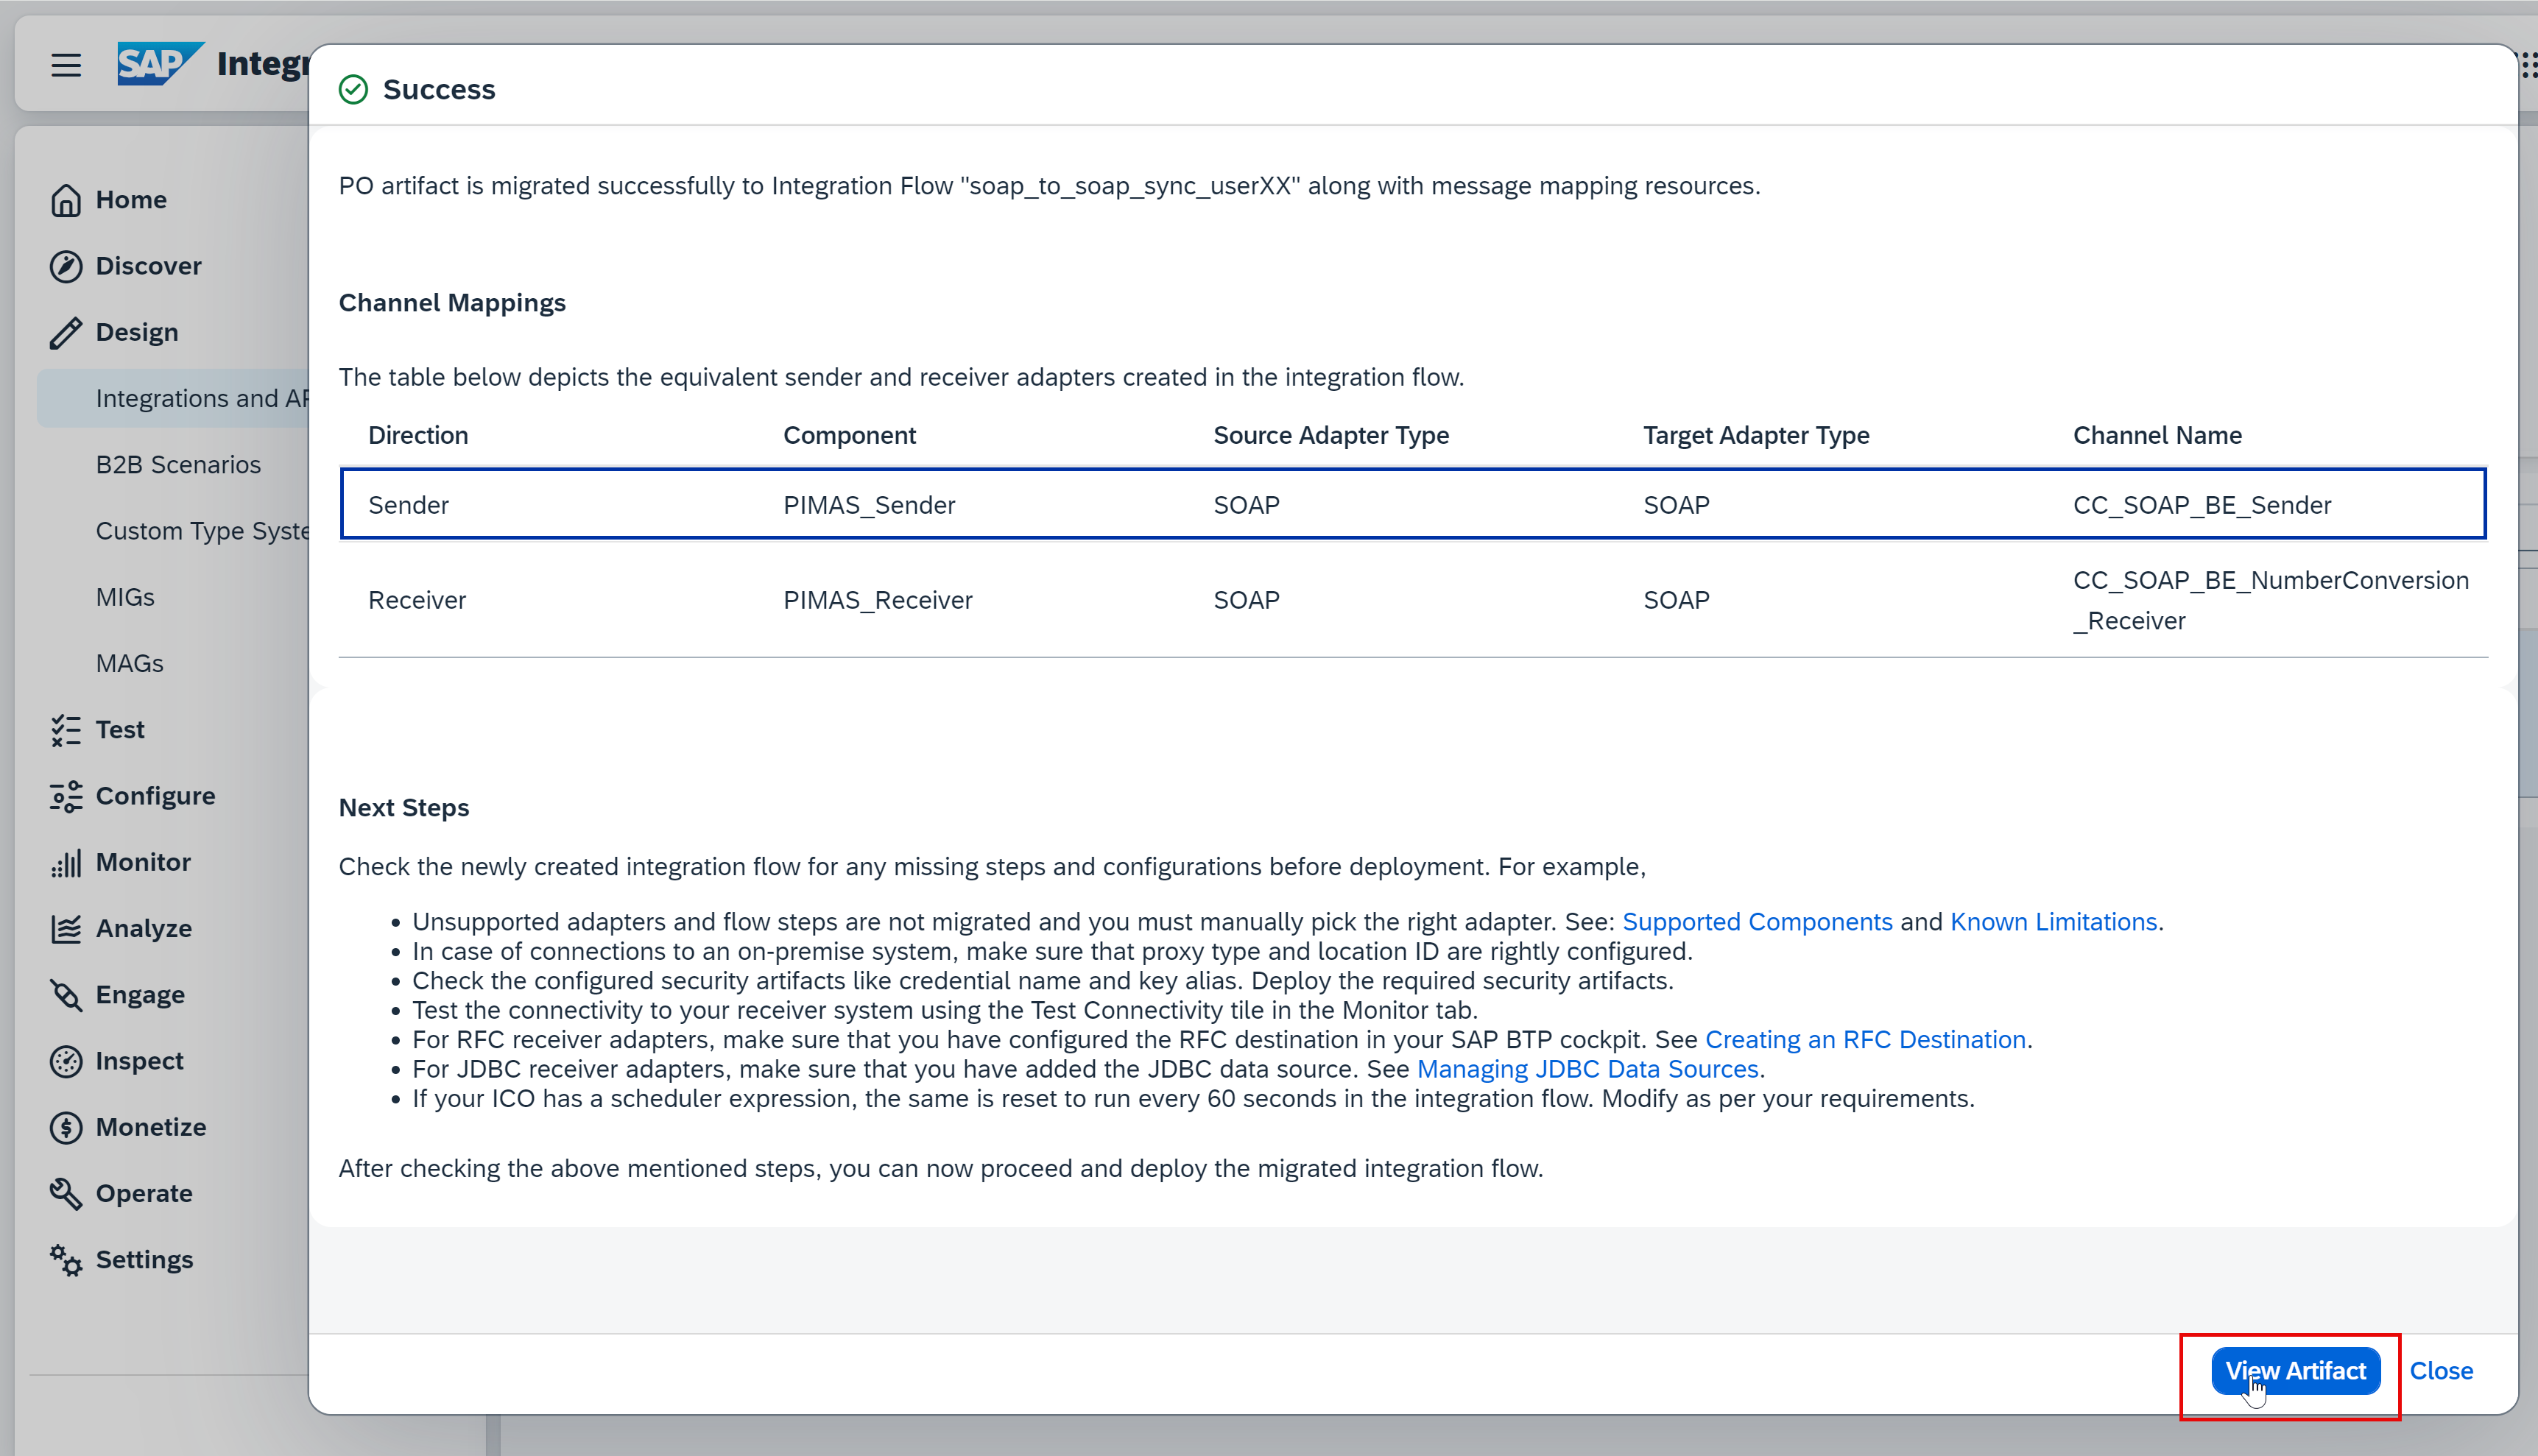 SAP Integr
Home
Discover
Design
Integrations and AP
B2B Scenarios
Custom Type Syste
MIGs
MAGs
Test
Configure
Monitor
Analyze
Engage
Inspect
Monetize
Operate
Settings
Success
PO artifact is migrated successfully to Integration Flow "soap_to_soap_sync_userXX" along with message mapping resources.
Channel Mappings
The table below depicts the equivalent sender and receiver adapters created in the integration flow.
Direction Component Source Adapter Type Target Adapter Type Channel Name
Sender PIMAS_Sender SOAP SOAP CC_SOAP_BE_Sender
Receiver PIMAS_Receiver SOAP SOAP CC_SOAP_BE_NumberConversion
_Receiver
Next Steps
Check the newly created integration flow for any missing steps and configurations before deployment. For example,
• Unsupported adapters and flow steps are not migrated and you must manually pick the right adapter. See: Supported Components and Known Limitations.
• In case of connections to an on-premise system, make sure that proxy type and location ID are rightly configured.
• Check the configured security artifacts like credential name and key alias. Deploy the required security artifacts.
• Test the connectivity to your receiver system using the Test Connectivity tile in the Monitor tab.
• For RFC receiver adapters, make sure that you have configured the RFC destination in your SAP BTP cockpit. See Creating an RFC Destination.
• For JDBC receiver adapters, make sure that you have added the JDBC data source. See Managing JDBC Data Sources.
• If your ICO has a scheduler expression, the same is reset to run every 60 seconds in the integration flow. Modify as per your requirements.
After checking the above mentioned steps, you can now proceed and deploy the migrated integration flow.
View Artifact Close